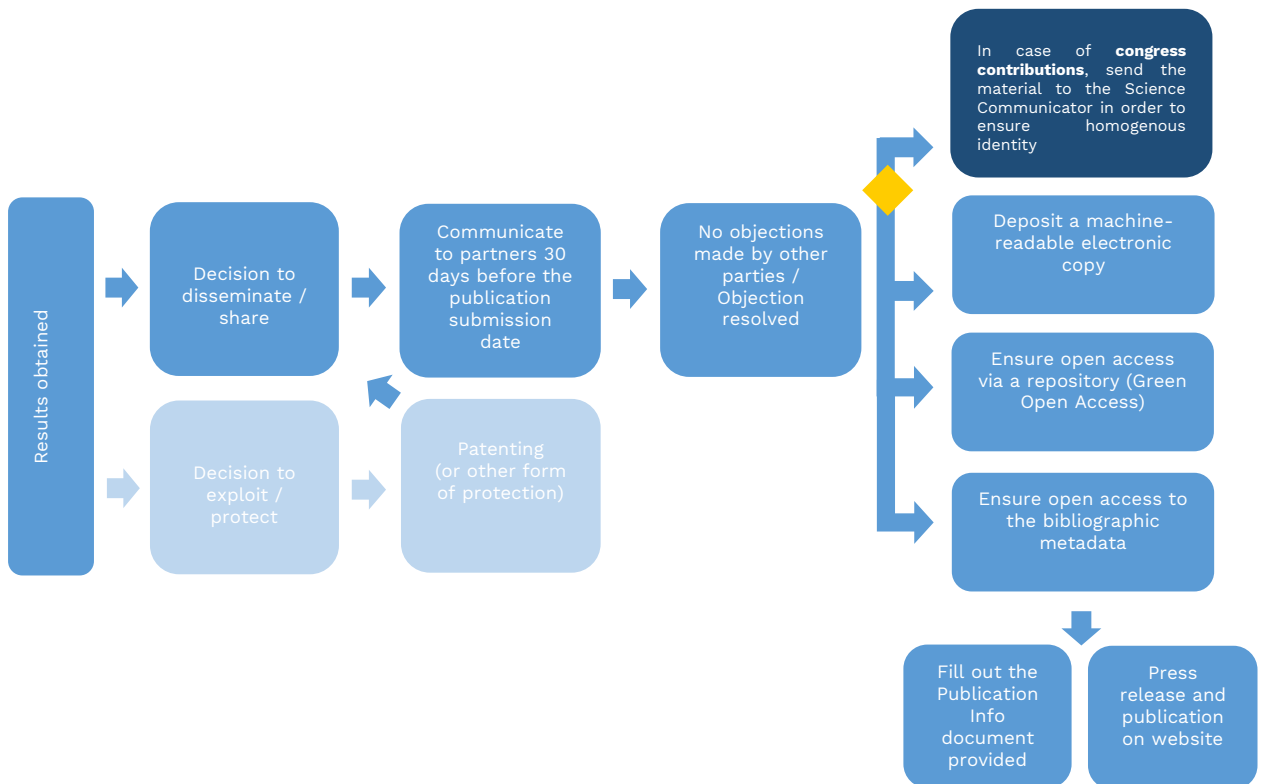 Results obtained
Decision to
disseminate /
share
Communicate
to partners 30
days before the
publication
submission
date
No objections
made by other
parties /
Objection
resolved
In case of congress
contributions, send the
material to the Science
Communicator in order to
ensure homogenous
identity
Deposit a machine-
readable electronic
copy
Ensure open access
via a repository (Green
Open Access)
Ensure open access to
the bibliographic
metadata
Decision to
exploit /
protect
Patenting
(or other form
of protection)
Fill out the
Publication
Info
document
provided
Press
release and
publication
on website